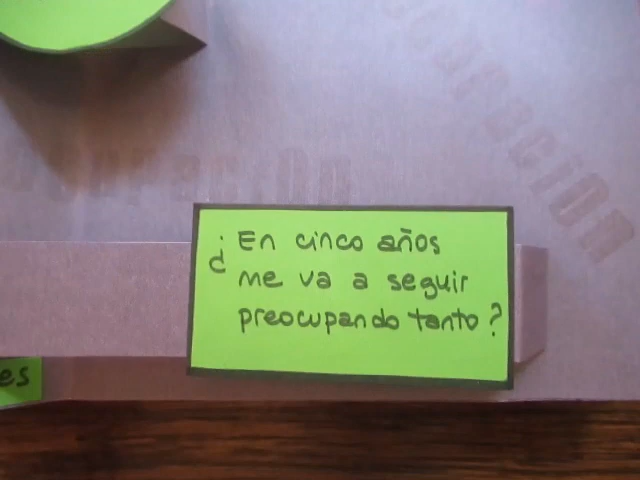 ¿ En cinco años
me va a seguir
preocupando tanto?
es